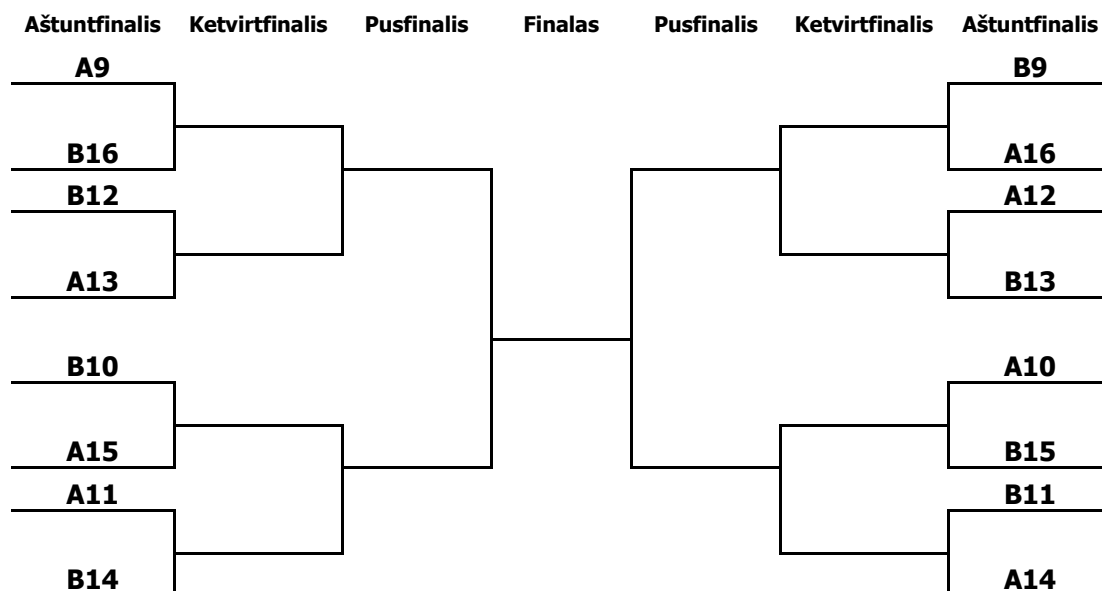 Aštuntfinalis Ketvirtfinalis Pusfinalis Finalas Pusfinalis Ketvirtfinalis Aštuntfinalis
A9 B9
B16 A16
B12 A12
A13 B13
B10 A10
A15 B15
A11 B11
B14 A14